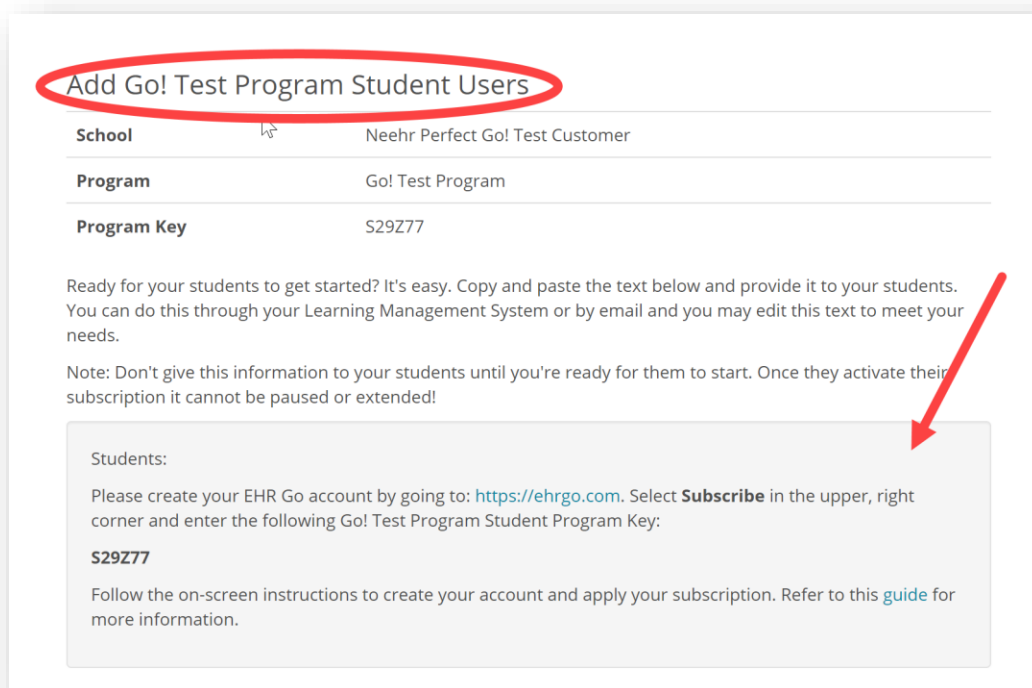 Add Go! Test Program Student Users
School Neehr Perfect Go! Test Customer
Program Go! Test Program
Program Key S29Z77
Ready for your students to get started? It's easy. Copy and paste the text below and provide it to your students.
You can do this through your Learning Management System or by email and you may edit this text to meet your
needs.
Note: Don't give this information to your students until you're ready for them to start. Once they activate their
subscription it cannot be paused or extended!
Students:
Please create your EHR Go account by going to: https://ehrgo.com. Select Subscribe in the upper, right
corner and enter the following Go! Test Program Student Program Key:
S29Z77
Follow the on-screen instructions to create your account and apply your subscription. Refer to this guide for
more information.